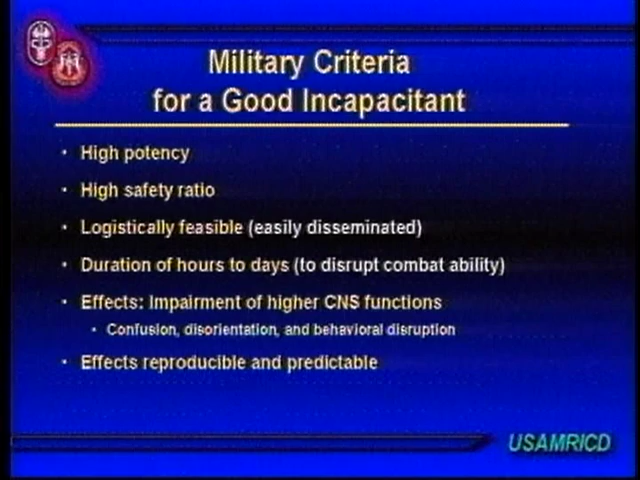 Military Criteria
for a Good Incapacitant
• High potency
• High safety ratio
• Logistically feasible (easily disseminated)
• Duration of hours to days (to disrupt combat ability)
• Effects: Impairment of higher CNS functions
• Confusion, disorientation, and behavioral disruption
• Effects reproducible and predictable
USAMRICD